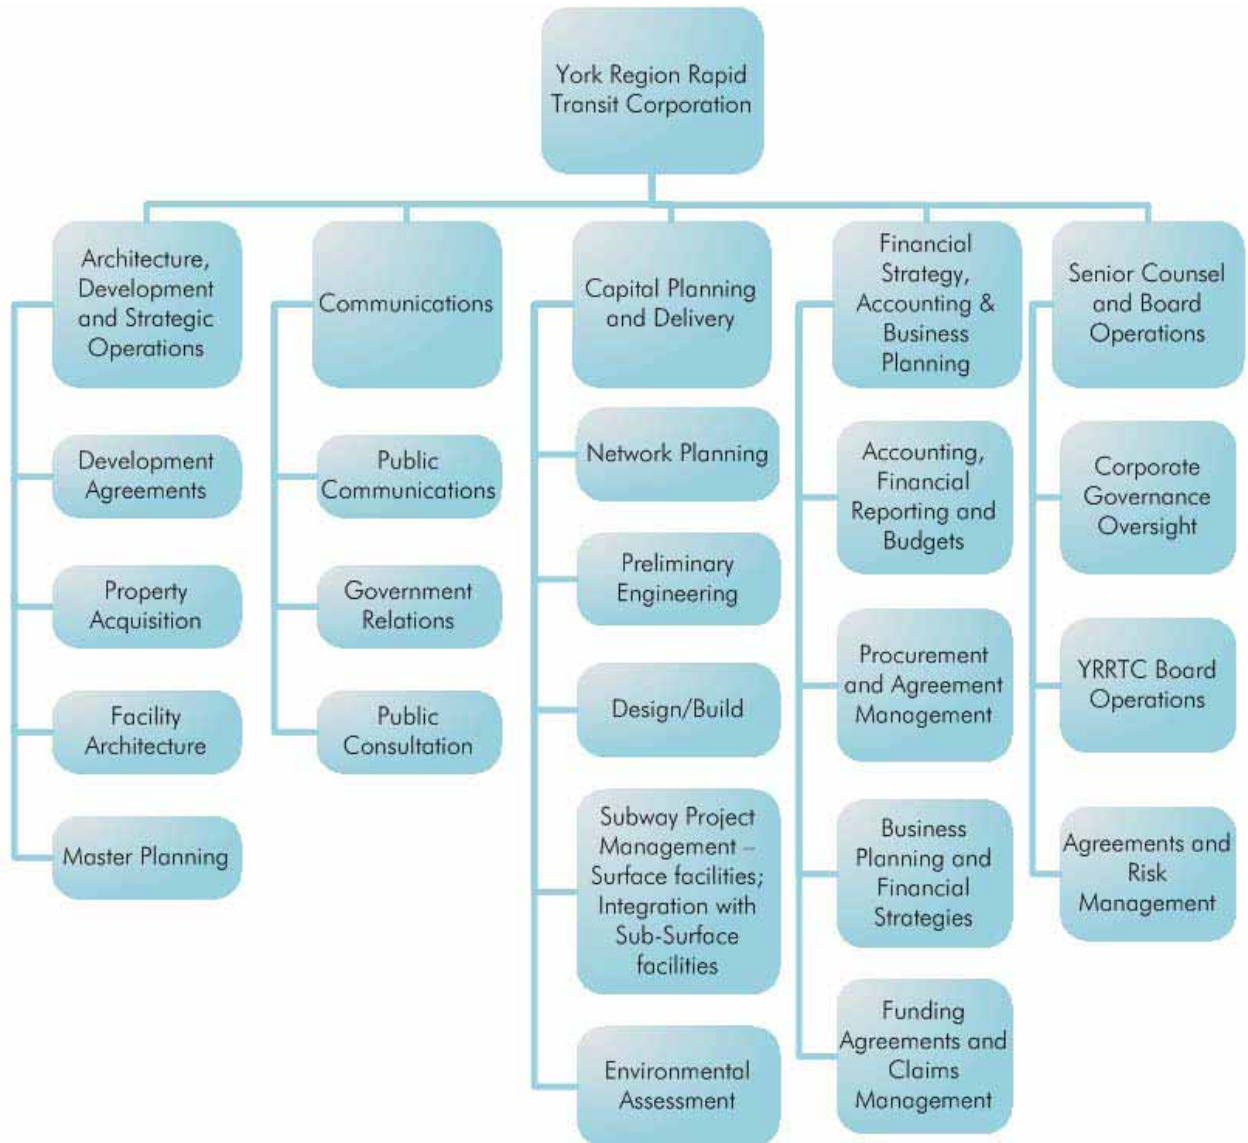 York Region Rapid
Transit Corporation
Architecture,
Development
and Strategic
Operations
Development
Agreements
Property
Acquisition
Facility
Architecture
Master Planning
Communications
Public
Communications
Government
Relations
Public
Consultation
Capital Planning
and Delivery
Network Planning
Preliminary
Engineering
Design/Build
Subway Project
Management –
Surface facilities;
Integration with
Sub-Surface
facilities
Environmental
Assessment
Financial
Strategy,
Accounting &
Business
Planning
Accounting,
Financial
Reporting and
Budgets
Procurement
and Agreement
Management
Business
Planning and
Financial
Strategies
Funding
Agreements and
Claims
Management
Senior Counsel
and Board
Operations
Corporate
Governance
Oversight
YRRTC Board
Operations
Agreements and
Risk
Management